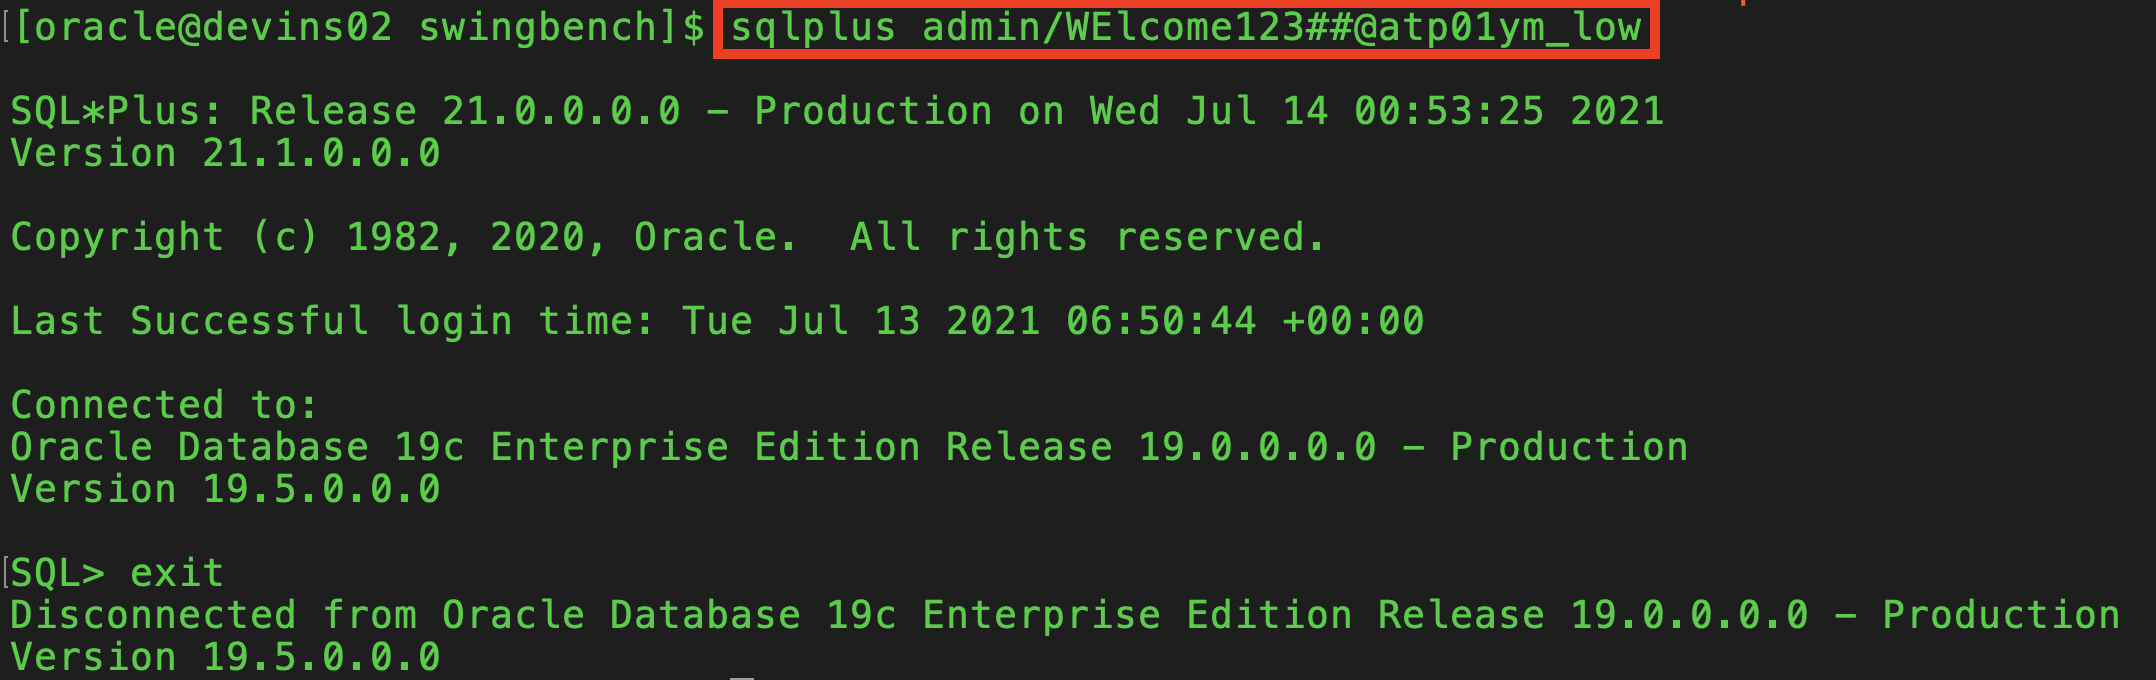 [[oracle@devins02 swingbench]$ sqlplus admin/WElcome123##@atp01ym_low
SQL*Plus: Release 21.0.0.0.0 - Production on Wed Jul 14 00:53:25 2021
Version 21.1.0.0.0
Copyright (c) 1982, 2020, Oracle.  All rights reserved.
Last Successful login time: Tue Jul 13 2021 06:50:44 +00:00
Connected to:
Oracle Database 19c Enterprise Edition Release 19.0.0.0.0 - Production
Version 19.5.0.0.0
[SQL> exit
Disconnected from Oracle Database 19c Enterprise Edition Release 19.0.0.0.0 - Production
Version 19.5.0.0.0